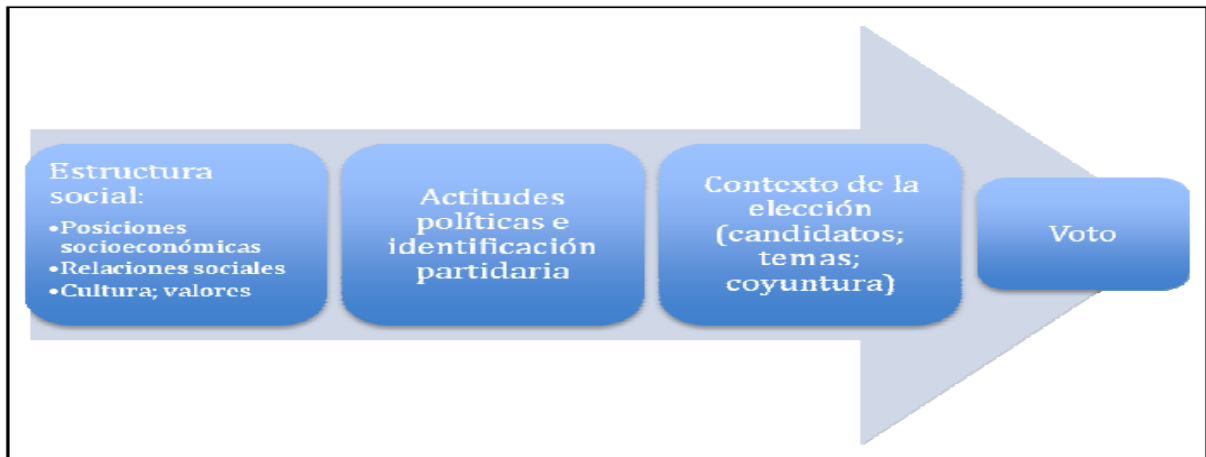 Estructura
social:
•Posiciones
socioeconómicas
•Relaciones sociales
•Cultura; valores
Actitudes
políticas e
identificación
partidaria
Contexto de la
elección
(candidatos;
temas;
coyuntura)
Voto